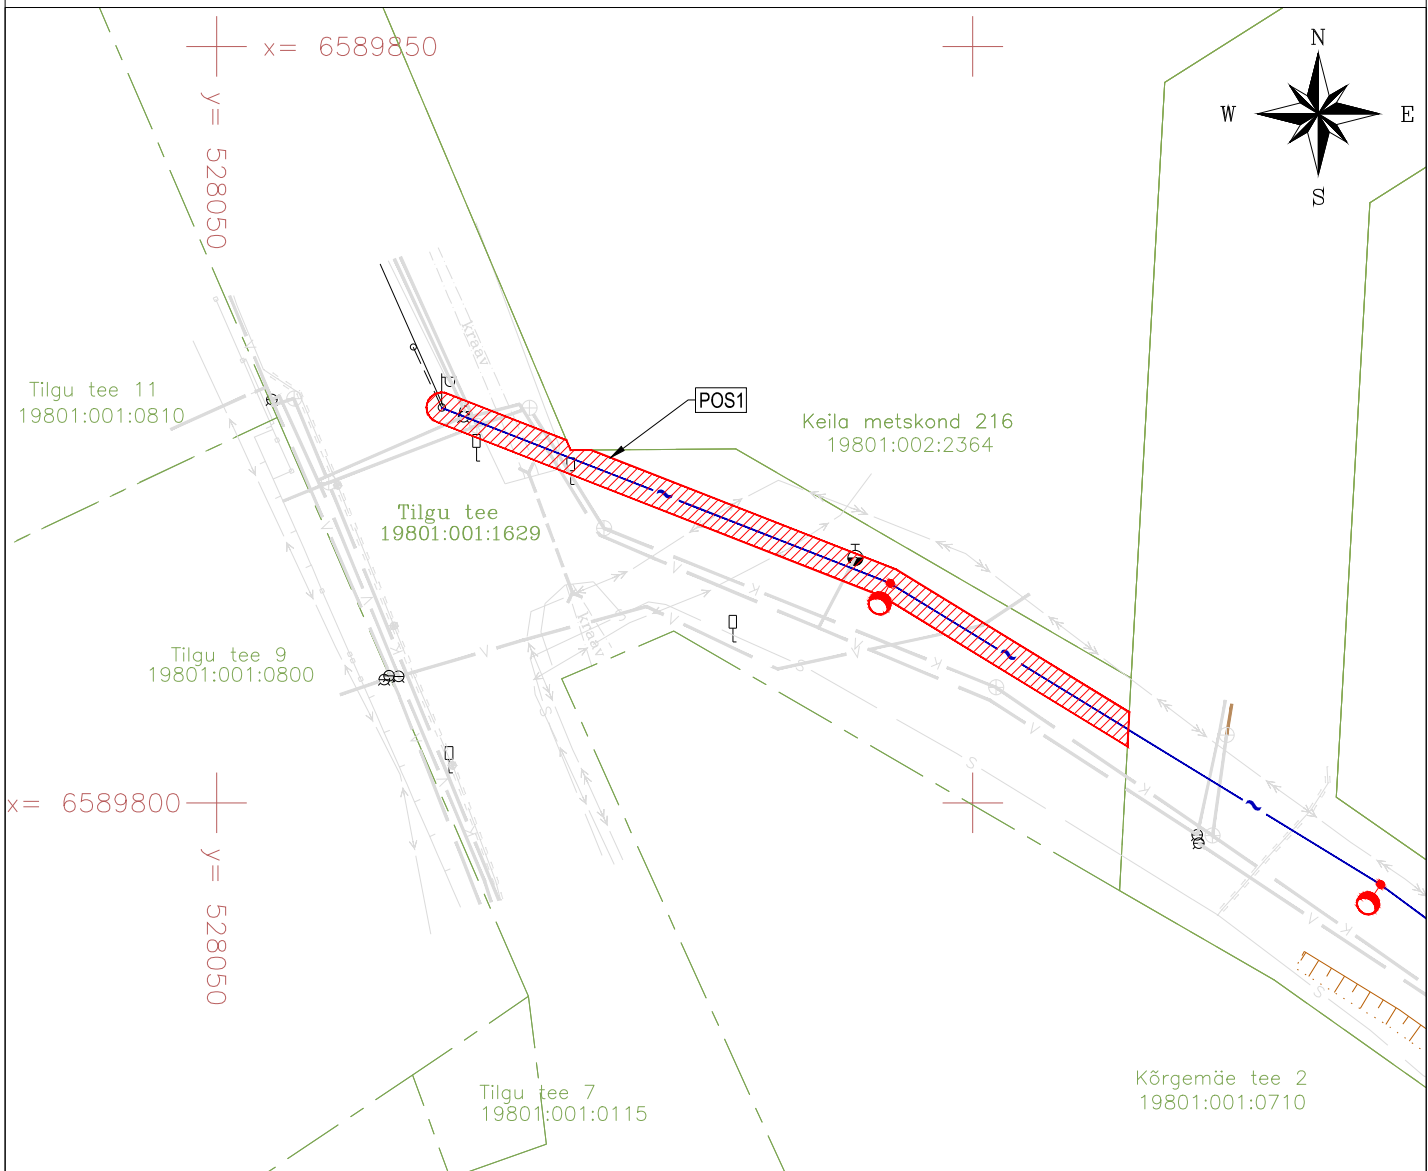 x= 6589850
y= 528050
N
W
E
S
kraav
Tilgu tee 11
19801:001:0810
POS1
Keila metskond 216
19801:002:2364
Tilgu tee
19801:001:1629
kraav
Tilgu tee 9
19801:001:0800
x= 6589800
y= 528050
Tilgu tee 7
19801:001:0115
Kõrgemäe tee 2
19801:001:0710